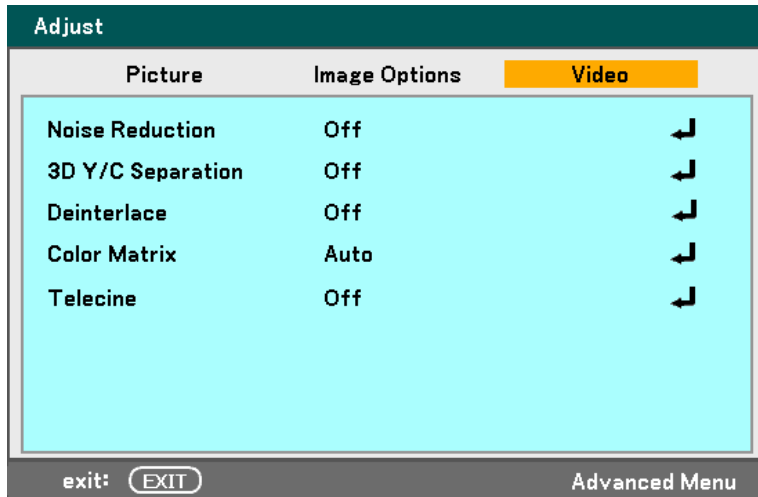 Adjust
Picture Image Options Video
Noise Reduction Off
3D Y/C Separation Off
Deinterlace Off
Color Matrix Auto
Telecine Off
exit: EXIT Advanced Menu